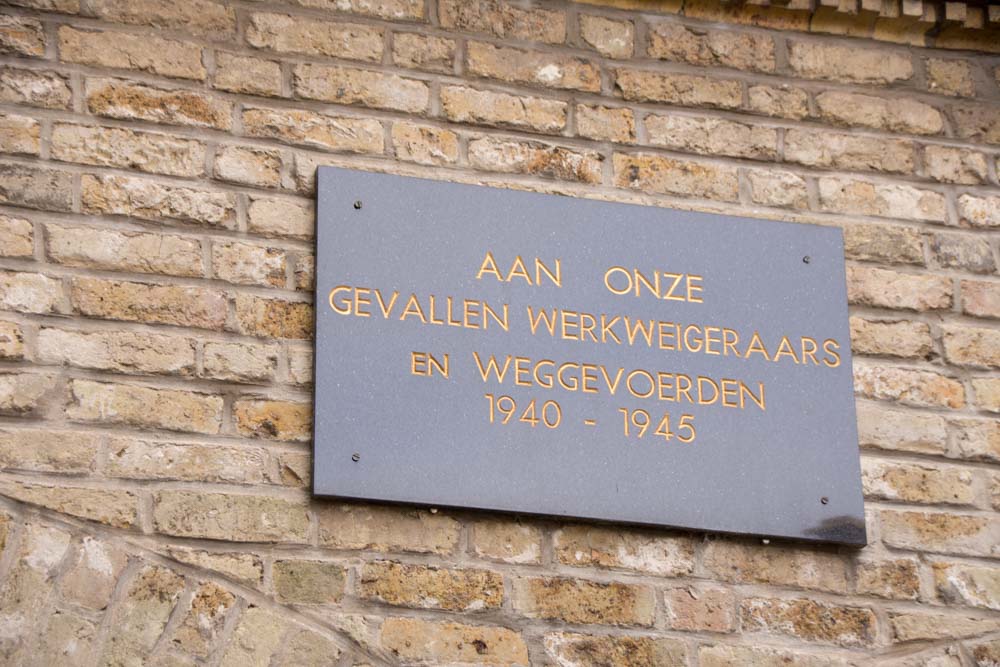 AAN ONZE
GEVALLEN WERKWEIGERAARS
EN WEGGEVOERDEN
1940 - 1945